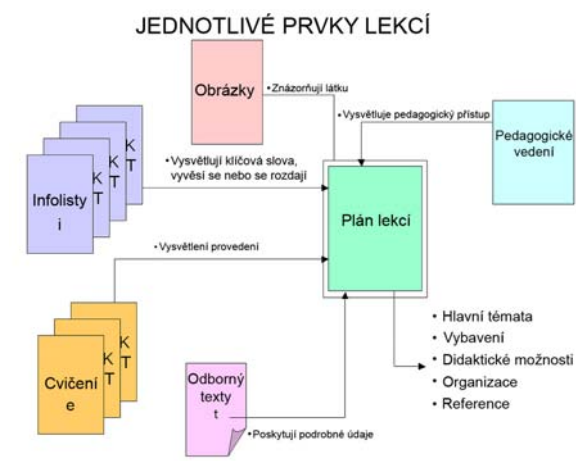 JEDNOTLIVÉ PRVKY LEKCÍ
Obrázky
• Znázorňují látku
• Vysvětluje pedagogický přístup
Pedagogické
vedení
K
T
K
T
K
T
Infolisty
i
• Vysvětlují klíčová slova,
vyvěsí se nebo se rozdají
Plán lekcí
• Vysvětlení provedení
K
T
K
T
Cvičení
e
Odborný
texty
t
• Poskytují podrobné údaje
• Hlavní témata
• Vybavení
• Didaktické možnosti
• Organizace
• Reference